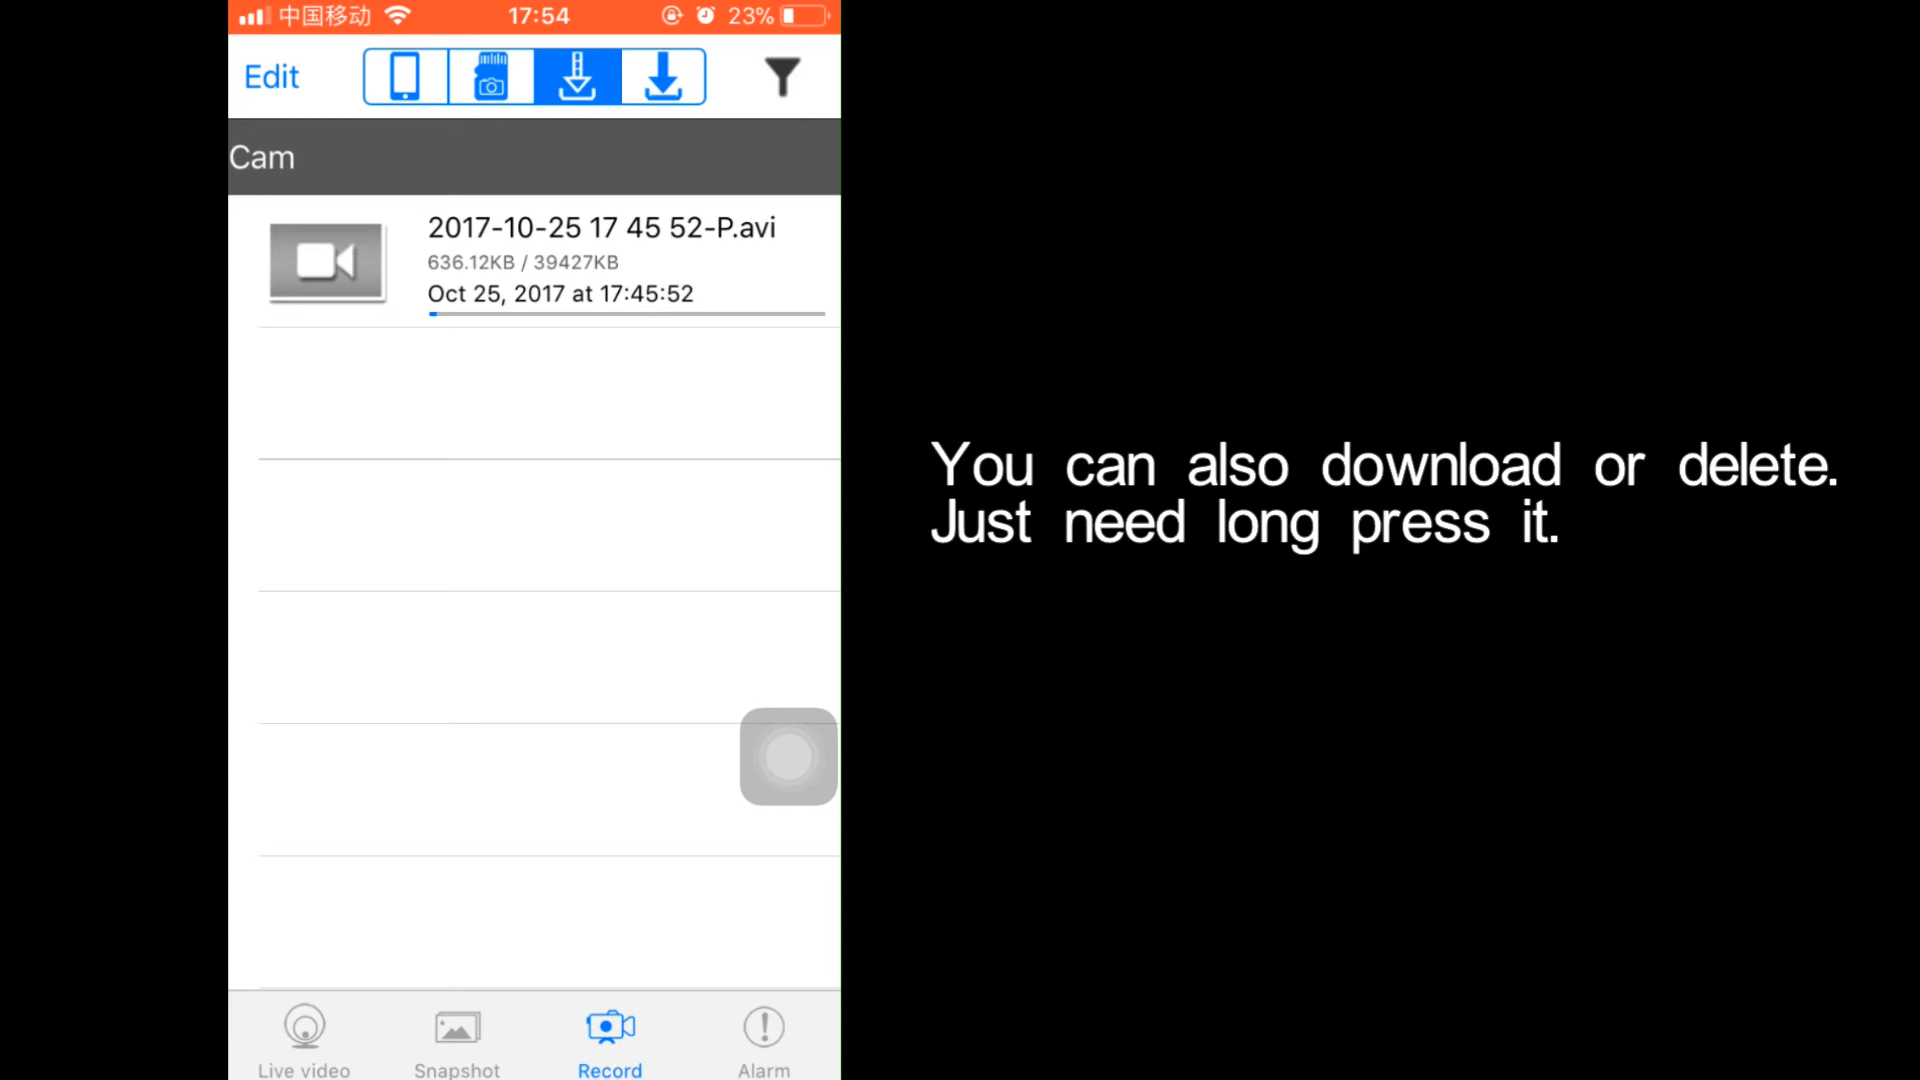 中国移动 17:54 23%
Edit
Cam
2017-10-25 17 45 52-P.avi
636.12KB / 39427KB
Oct 25, 2017 at 17:45:52
You can also download or delete.
Just need long press it.
Live video Snapshot Record Alarm